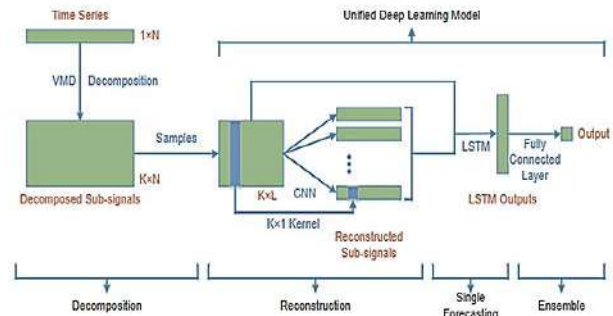 Time Series
Unified Deep Learning Model
1×N
VMD Decomposition
Samples
K×N
Decomposed Sub-signals
K×L
CNN
K×1 Kernel
Reconstructed
Sub-signals
LSTM
Fully
Connected
Layer
Output
LSTM Outputs
Decomposition
Reconstruction
Single
Forecasting
Ensemble